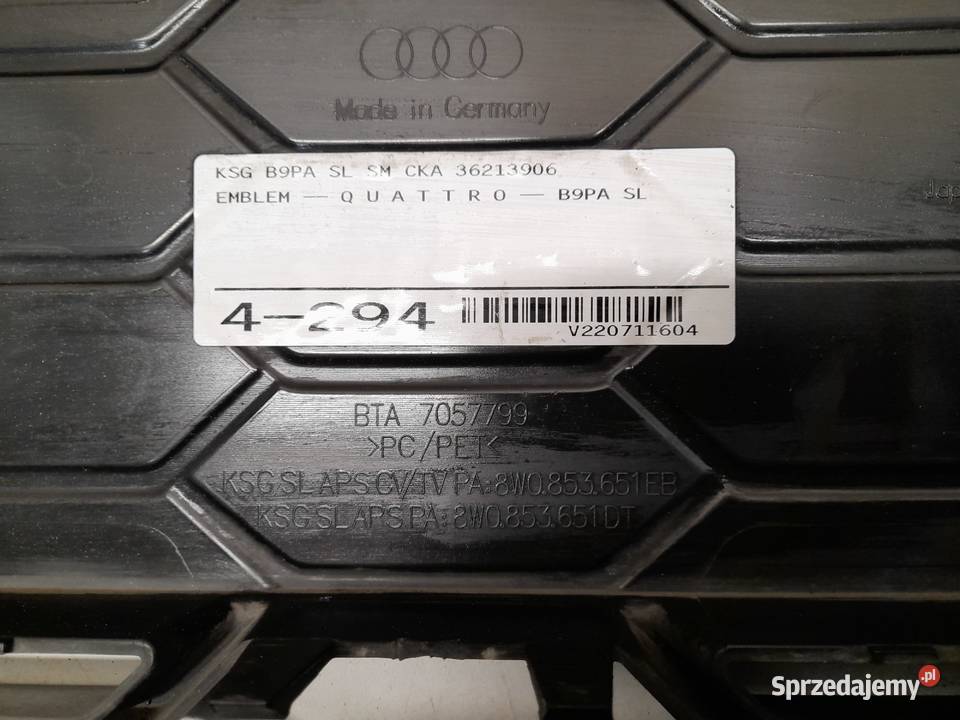 Made in Germany
KSG B9PA SL SM CKA 36213906
EMBLEM — QUATTRO — B9PA SL
4-294
V220711604
BTA 7057799
>PC/PET<
KSG SL APS CV/TV PA:8W0.853.651EB
KSG SL APS PA:8W0.853.651DT
Sprzedajemy.pl